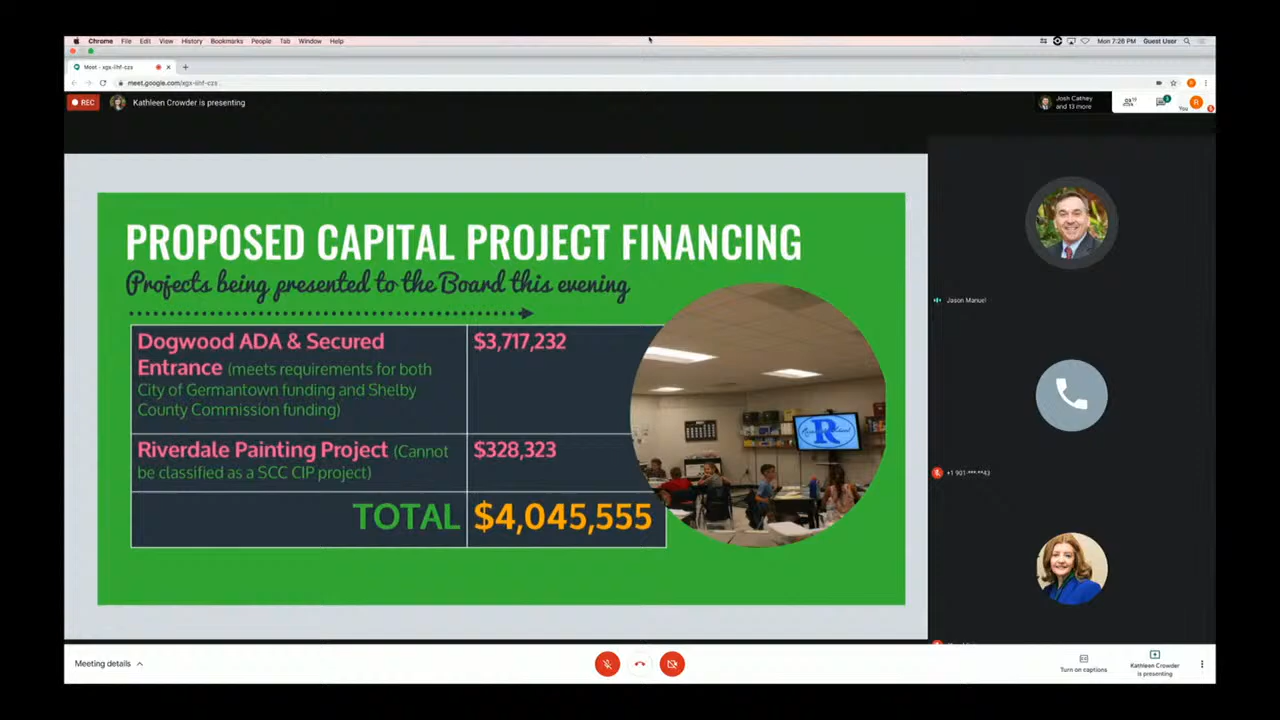 Chrome File Edit View History Bookmarks People Tab Window Help
Mon 7:26 PM Guest User
Meet - xgx-iihf-czs
meet.google.com/xgx-iihf-czs
REC
Kathleen Crowder is presenting
Josh Cathey
and 13 more
You
R
PROPOSED CAPITAL PROJECT FINANCING
Projects being presented to the Board this evening
Dogwood ADA & Secured $3,717,232
Entrance (meets requirements for both
City of Germantown funding and Shelby
County Commission funding)
Riverdale Painting Project (Cannot $328,323
be classified as a SCC CIP project)
TOTAL $4,045,555
R
Jason Manuel
+1 901-***-**43
Meeting details
Turn on captions
Kathleen Crowder
is presenting